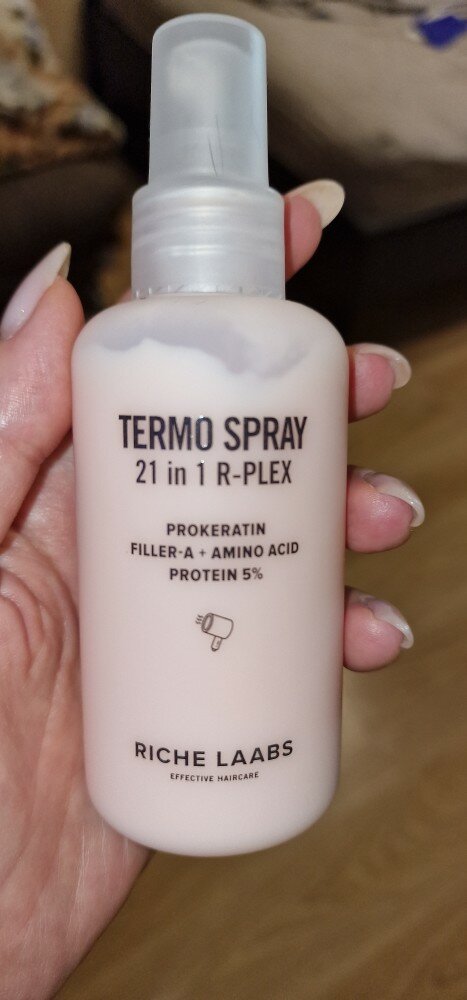 TERMO SPRAY
21 in 1 R-PLEX
PROKERATIN
FILLER-A + AMINO ACID
PROTEIN 5%
RICHE LAABS
EFFECTIVE HAIRCARE